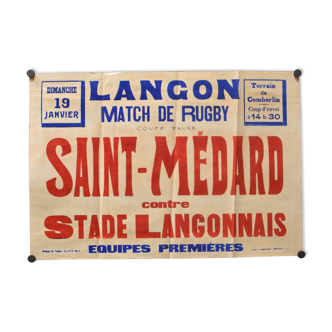 DIMANCHE
19
JANVIER
LANGON
MATCH DE RUGBY
COUPE FAURE
Terrain
de
Comberlin
Coup d'envoi
à 14 h. 30
SAINT-MÉDARD
contre
STADE LANGONNAIS
EQUIPES PREMIÈRES